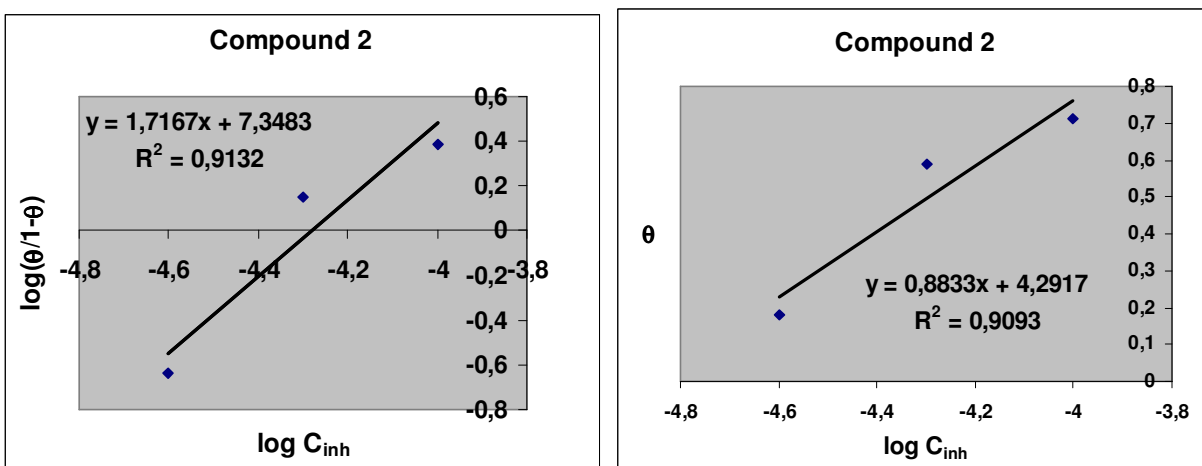 Compound 2
0,6
y = 1,7167x + 7,3483
R² = 0,9132
0,4
0,2
0
-4,8 -4,6 -4,4 -4,2 -4 -3,8
-0,2
-0,4
-0,6
-0,8
log(θ/1-θ)
log Cinh
Compound 2
0,8
0,7
0,6
0,5
0,4
0,3
0,2
0,1
0
θ
y = 0,8833x + 4,2917
R² = 0,9093
-4,8 -4,6 -4,4 -4,2 -4 -3,8
log Cinh